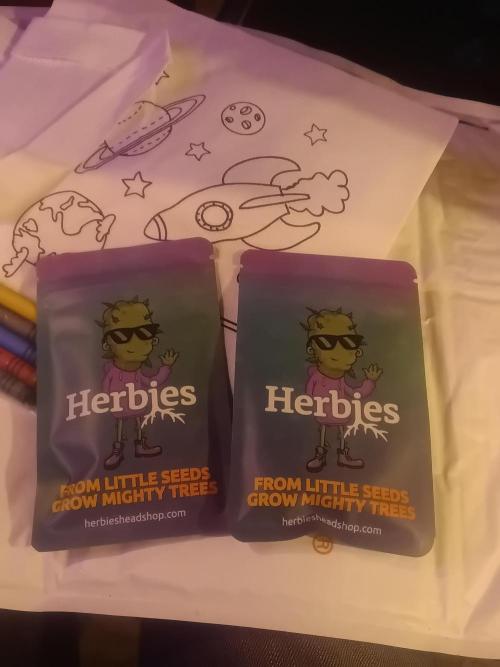 Herbies
FROM LITTLE SEEDS
GROW MIGHTY TREES
herbiesheadshop.com
Herbies
FROM LITTLE SEEDS
GROW MIGHTY TREES
herbiesheadshop.com
®